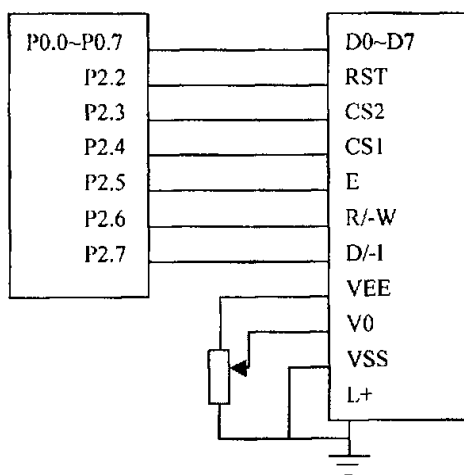 P0.0~P0.7 D0~D7
P2.2 RST
P2.3 CS2
P2.4 CS1
P2.5 E
P2.6 R/-W
P2.7 D/-I
VEE
V0
VSS
L+